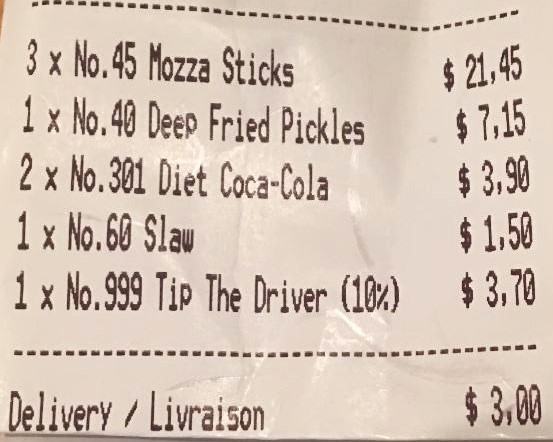 3 x No.45 Mozza Sticks $ 21,45
1 x No.40 Deep Fried Pickles $ 7,15
2 x No.301 Diet Coca-Cola $ 3,90
1 x No.60 Slaw $ 1,50
1 x No.999 Tip The Driver (10%) $ 3,70
Delivery / Livraison $ 3,00